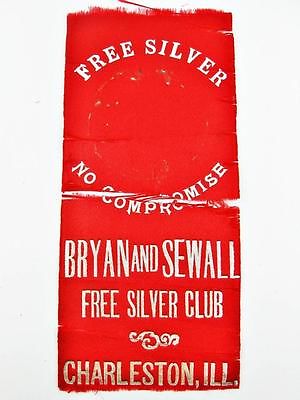 FREE SILVER
NO COMPROMISE
BRYAN AND SEWALL
FREE SILVER CLUB
CHARLESTON, ILL.